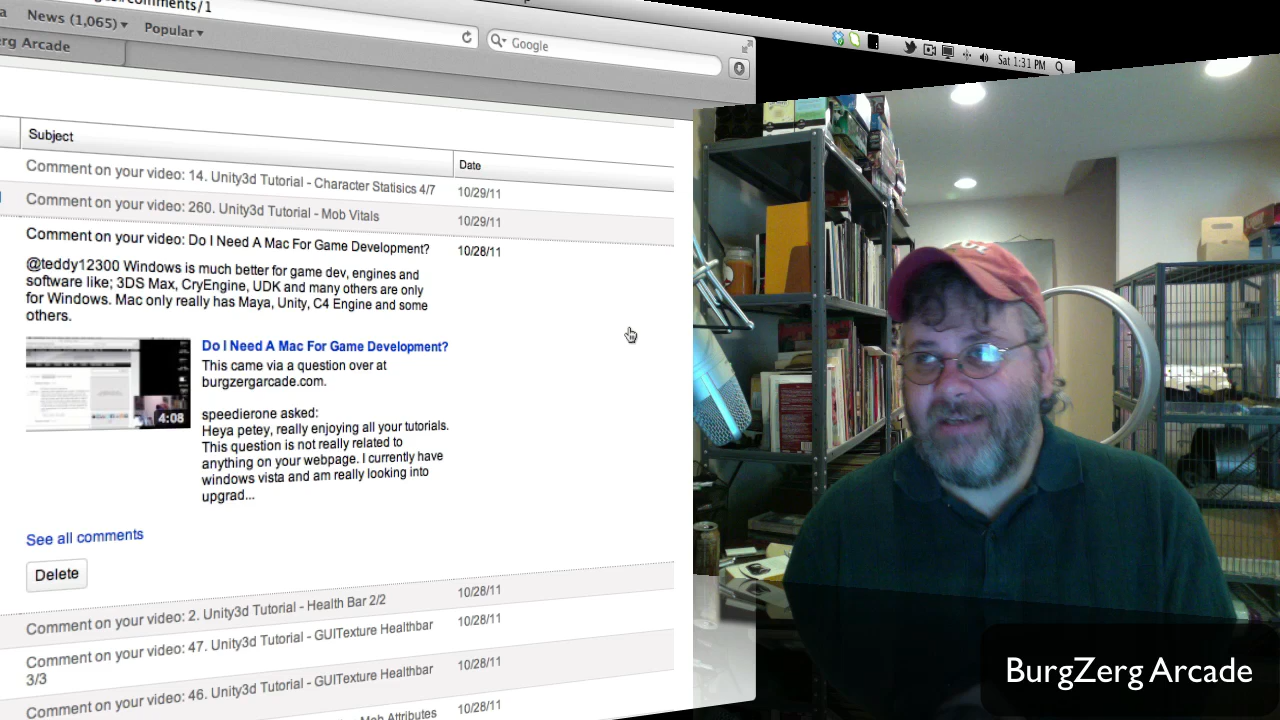 #comments/1
News (1,065)
Popular
Google
Sat 1:31 PM
erg Arcade
Subject
Date
Comment on your video: 14. Unity3d Tutorial - Character Statisics 4/7
10/29/11
Comment on your video: 260. Unity3d Tutorial - Mob Vitals
10/29/11
Comment on your video: Do I Need A Mac For Game Development?
10/28/11
@teddy12300 Windows is much better for game dev, engines and
software like; 3DS Max, CryEngine, UDK and many others are only
for Windows. Mac only really has Maya, Unity, C4 Engine and some
others.
Do I Need A Mac For Game Development?
This came via a question over at
burgzergarcade.com.
4:08
speedierone asked:
Heya petey, really enjoying all your tutorials.
This question is not really related to
anything on your webpage. I currently have
windows vista and am really looking into
upgrad...
See all comments
Delete
Comment on your video: 2. Unity3d Tutorial - Health Bar 2/2
10/28/11
Comment on your video: 47. Unity3d Tutorial - GUITexture Healthbar
3/3
10/28/11
Comment on your video: 46. Unity3d Tutorial - GUITexture Healthbar
10/28/11
Mob Attributes
10/28/11
BurgZerg Arcade